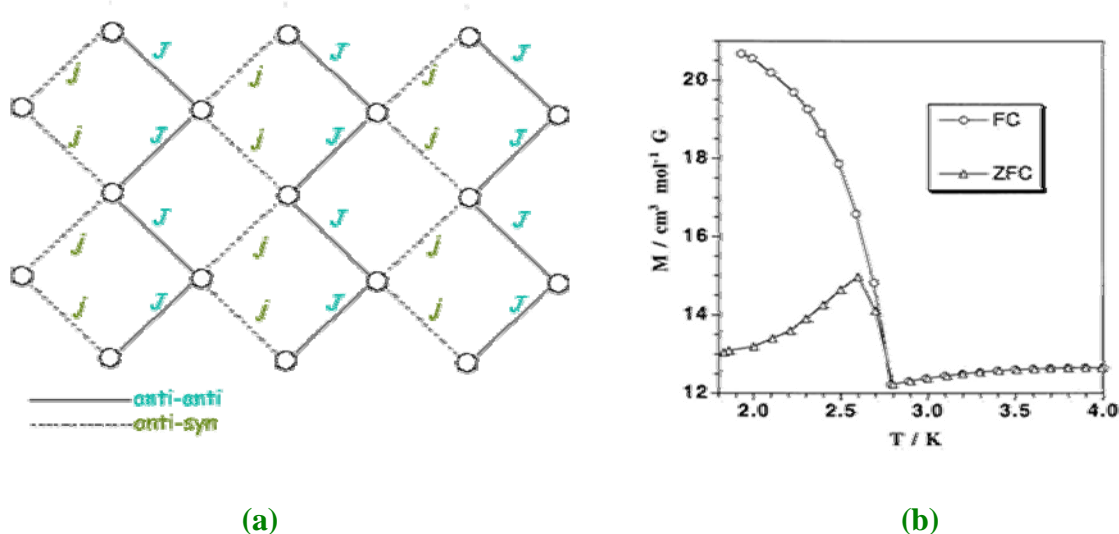 j J j J j J
j J j J j J
j J j J j J
j J j J j J
anti-anti
anti-syn
M / cm³ mol⁻¹ G
20
18
16
14
12
FC
ZFC
2.0 2.5 3.0 3.5 4.0
T / K
(a) (b)